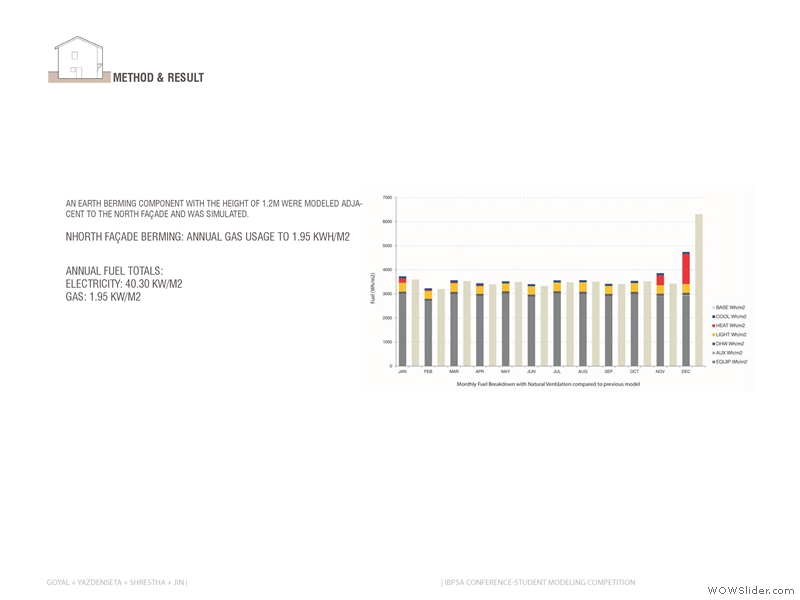 METHOD & RESULT
AN EARTH BERMING COMPONENT WITH THE HEIGHT OF 1.2M WERE MODELED ADJA-
CENT TO THE NORTH FAÇADE AND WAS SIMULATED.
NHORTH FAÇADE BERMING: ANNUAL GAS USAGE TO 1.95 KWH/M2
ANNUAL FUEL TOTALS:
ELECTRICITY: 40.30 KW/M2
GAS: 1.95 KW/M2
7000
6000
5000
4000
3000
2000
1000
0
Fuel (Wh/m2)
JAN FEB MAR APR MAY JUN JUL AUG SEP OCT NOV DEC
Monthly Fuel Breakdown with Natural Ventilation compared to previous model
BASE Wh/m2
COOL Wh/m2
HEAT Wh/m2
LIGHT Wh/m2
DHW Wh/m2
AUX Wh/m2
EQUIP Wh/m2
GOYAL + YAZDENSETA + SHRESTHA + JIN |
| IBPSA CONFERENCE-STUDENT MODELING COMPETITION
WOWSlider.com